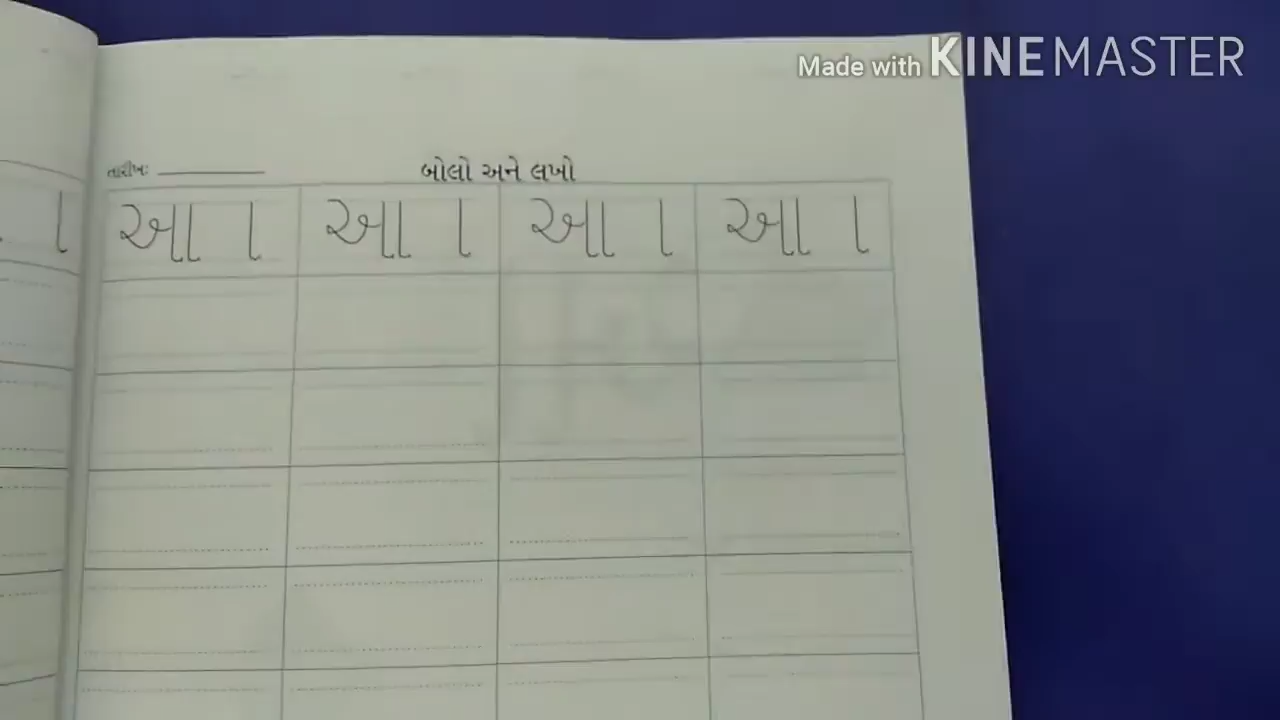 Made with KINEMASTER
તારીખ: ________ બોલો અને લખો
આ ા આ ા આ ા આ ા